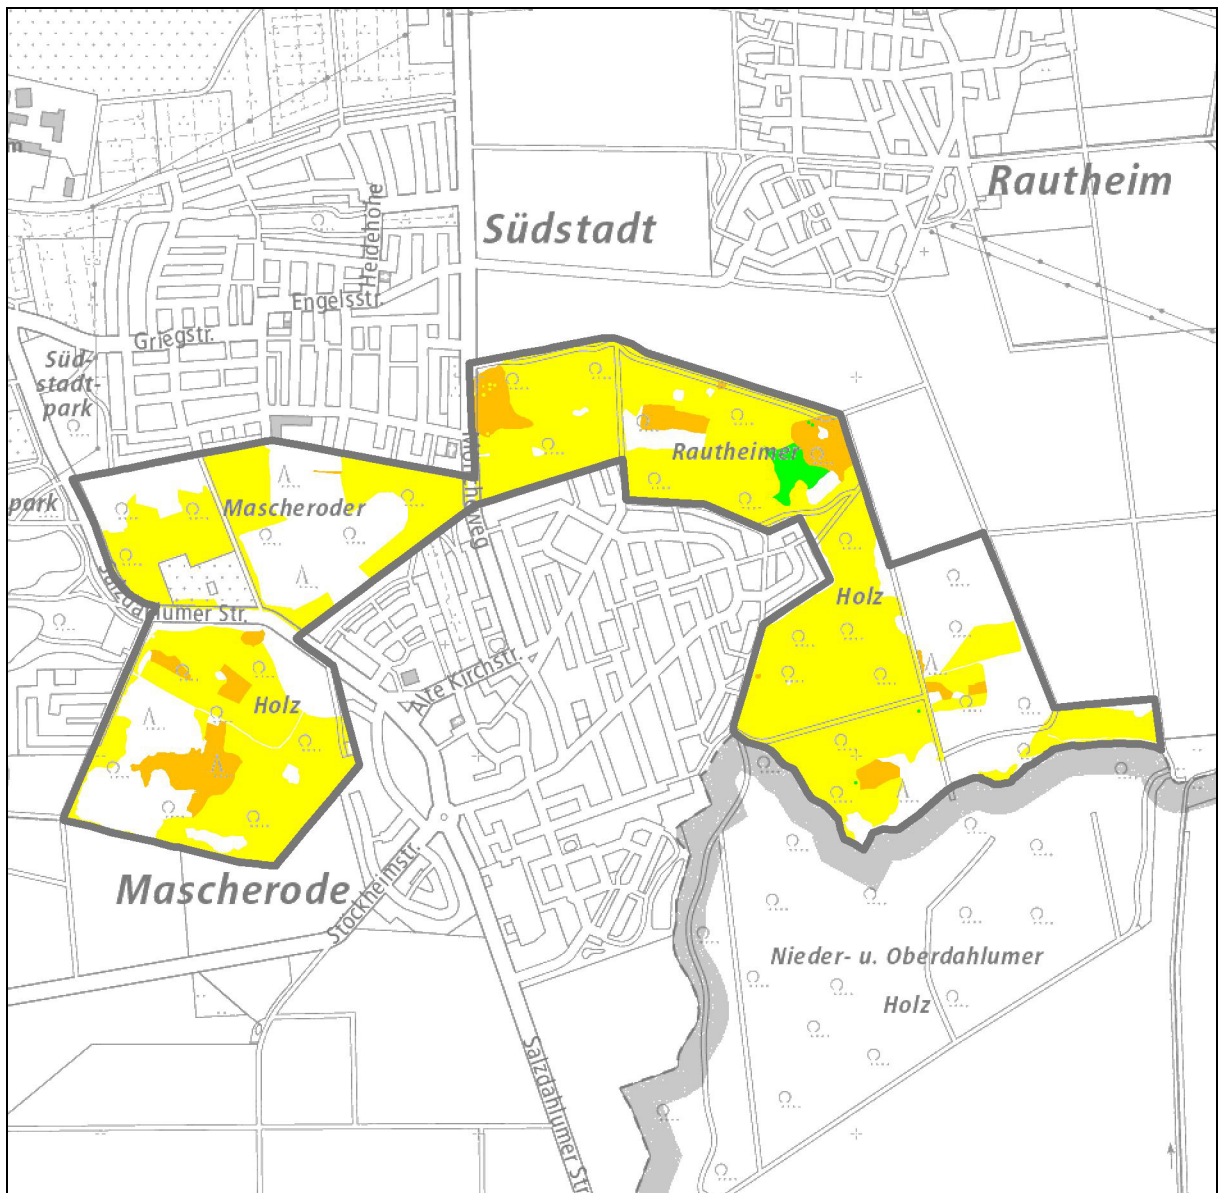 Rautheim
Südstadt
Heidehöhe
Engelsstr.
Griegstr.
Süd-
stadt-
park
park
Mascheroder
Rautheimer
Salzdahlumer Str.
Holz
Holz
Alte Kirchstr.
Mascherode
Stöckheimstr.
Nieder- u. Oberdahlumer
Holz
Salzdahlumer Str.